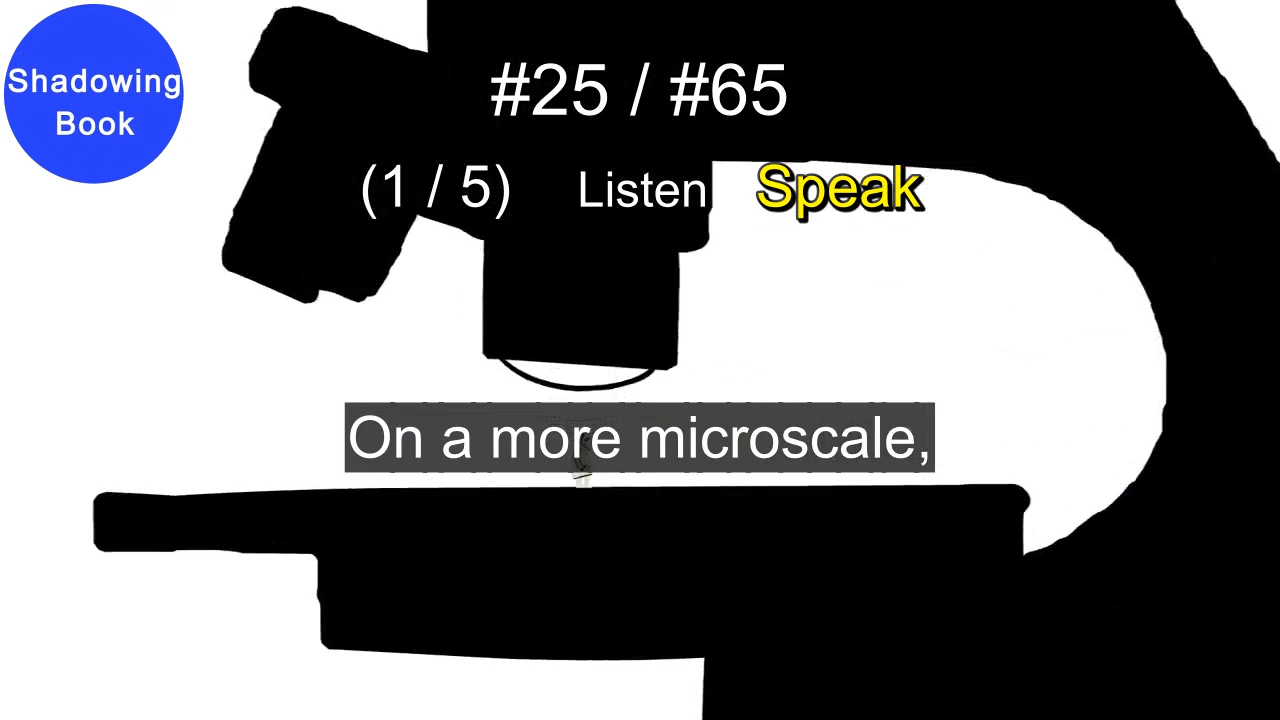 Shadowing
Book
#25 / #65
(1 / 5) Listen Speak
On a more microscale,